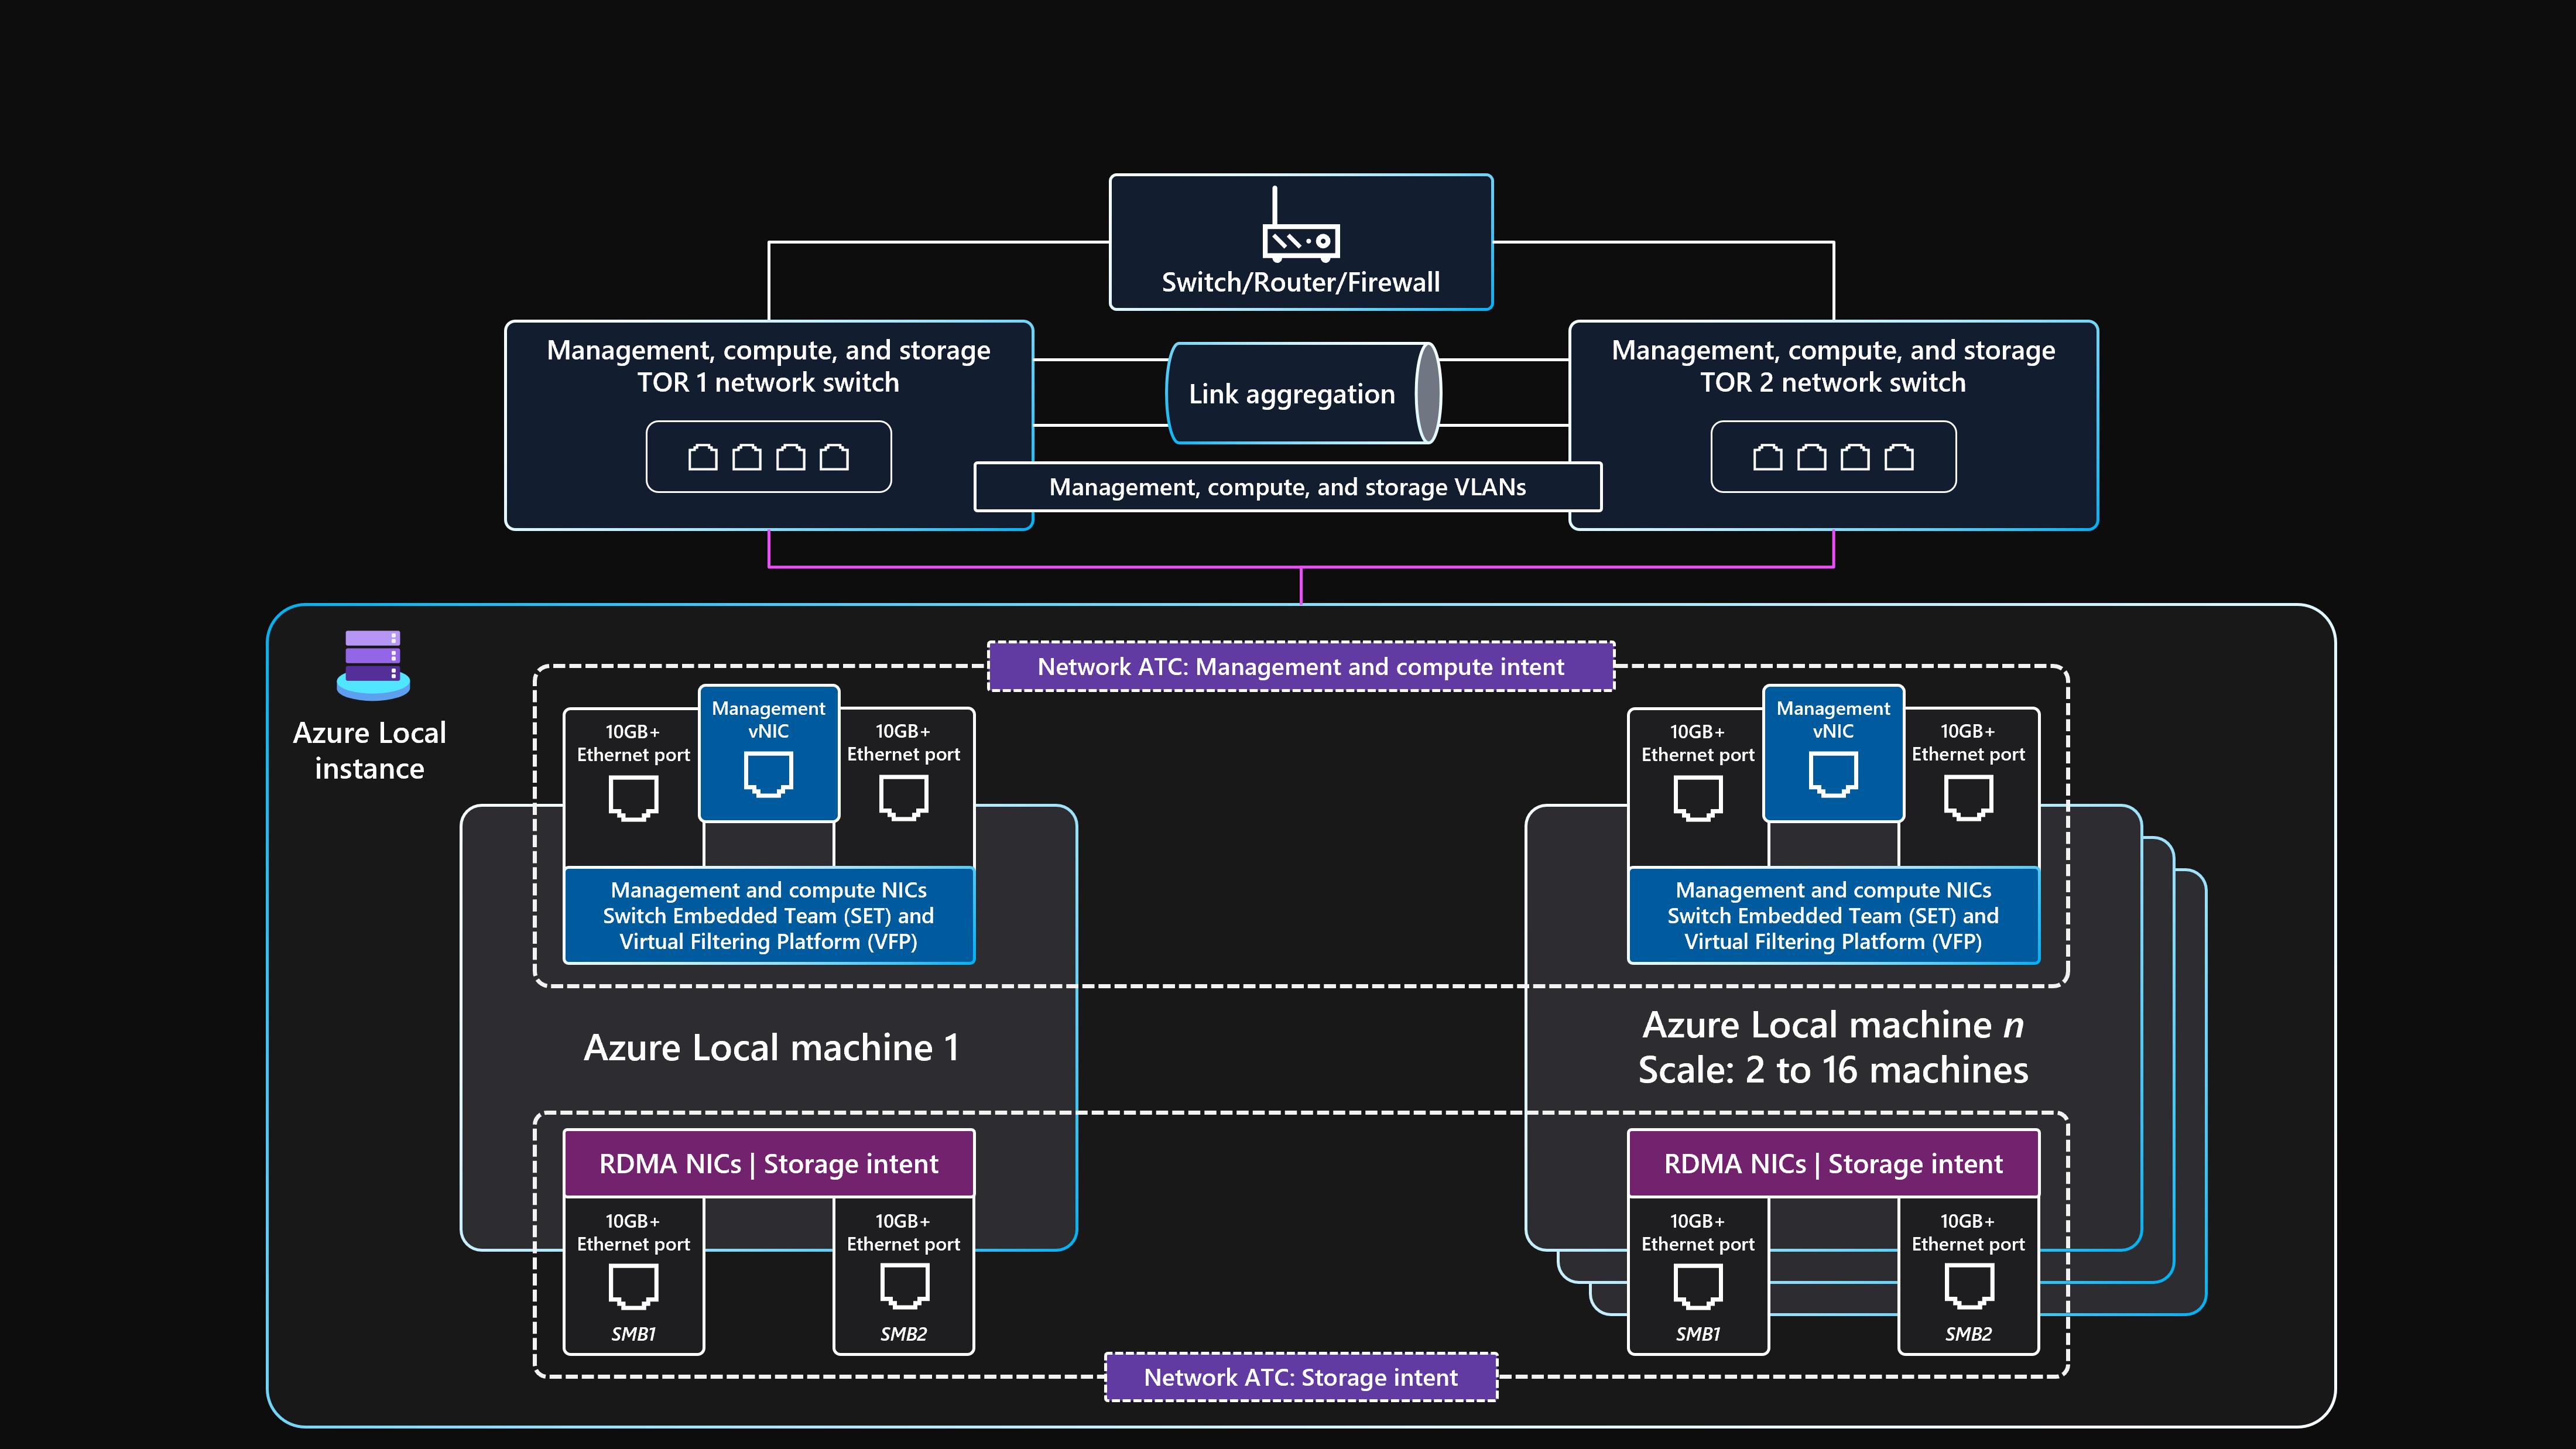 Switch/Router/Firewall
Management, compute, and storage
TOR 1 network switch
Link aggregation
Management, compute, and storage
TOR 2 network switch
Management, compute, and storage VLANs
Azure Local
instance
Network ATC: Management and compute intent
10GB+
Ethernet port
Management
vNIC
10GB+
Ethernet port
Management and compute NICs
Switch Embedded Team (SET) and
Virtual Filtering Platform (VFP)
10GB+
Ethernet port
Management
vNIC
10GB+
Ethernet port
Management and compute NICs
Switch Embedded Team (SET) and
Virtual Filtering Platform (VFP)
Azure Local machine 1
Azure Local machine n
Scale: 2 to 16 machines
RDMA NICs | Storage intent
10GB+
Ethernet port
SMB1
10GB+
Ethernet port
SMB2
RDMA NICs | Storage intent
10GB+
Ethernet port
SMB1
10GB+
Ethernet port
SMB2
Network ATC: Storage intent